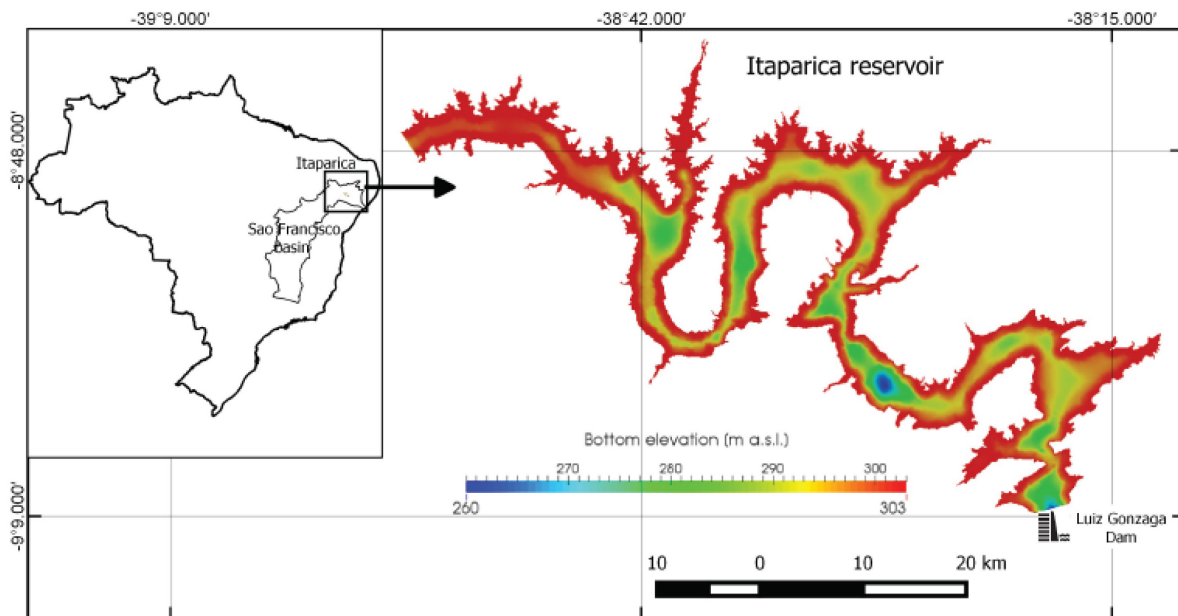 -39°9.000'
-38°42.000'
-38°15.000'
Itaparica reservoir
-8°48.000'
Itaparica
Sao Francisco
basin
Bottom elevation (m a.s.l.)
270 280 290 300
260 303
-9°9.000'
Luiz Gonzaga
Dam
10 0 10 20 km